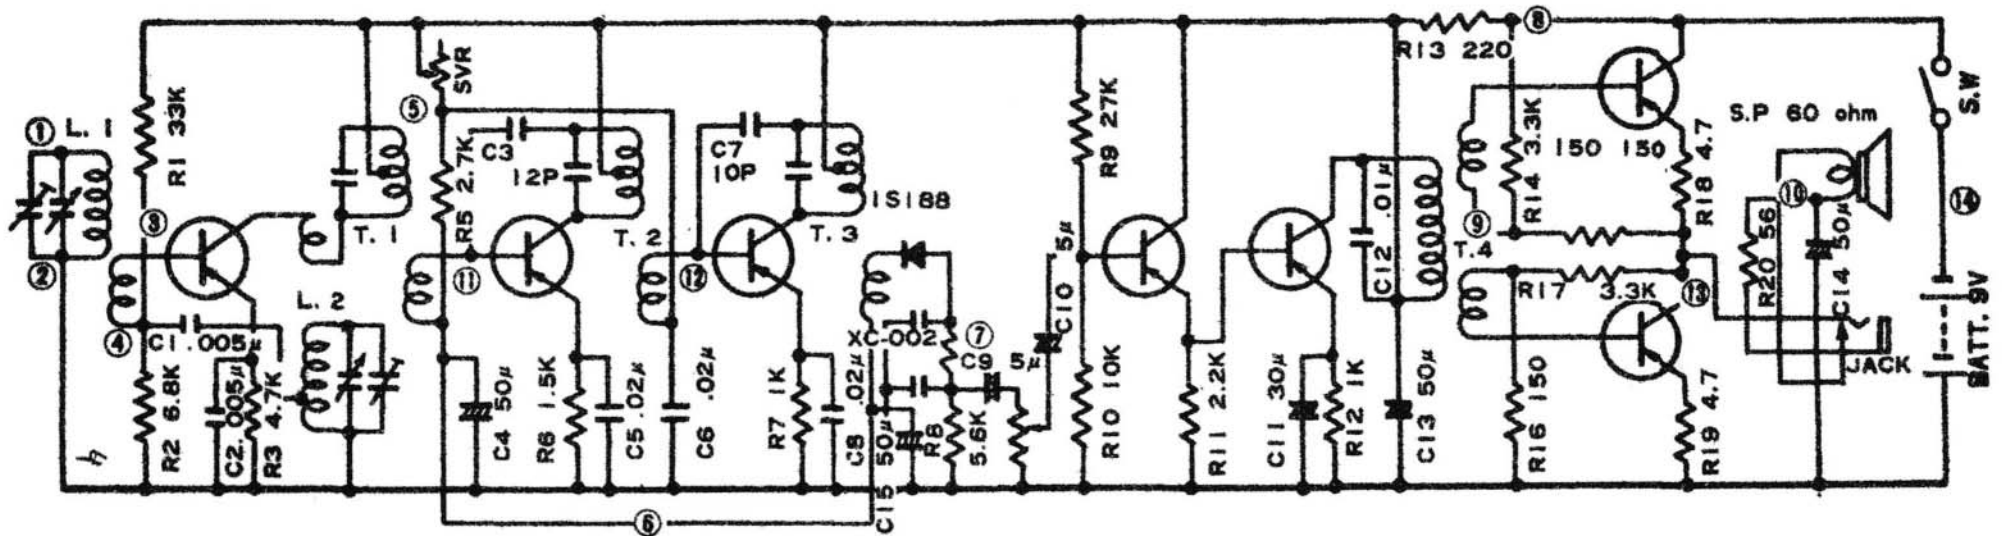 ① L. 1
②
R1 33K
③
④
C1 .005μ
R2 6.8K
C2 .005μ
R3 4.7K
L. 2
T. 1
SVR
⑤
R5 2.7K
C3
12P
⑪
C4 50μ
R6 1.5K
C5 .02μ
T. 2
C6 .02μ
⑥
C7
10P
⑫
T. 3
1S188
R7 1K
C8 .02μ
XC-002
⑦
C9
5μ
50μ
C15
R8
5.6K
C10 5μ
R9 27K
R10 10K
R11 2.2K
C11 30μ
R12 1K
C12 .01μ
C13 50μ
R13 220
⑧
R14 3.3K
150 150
⑨
T.4
R18 4.7
R17 3.3K
⑬
R16 150
R19 4.7
S.P 60 ohm
⑩
R20 56
C14 50μ
JACK
S.W
⑭
BATT. 9V